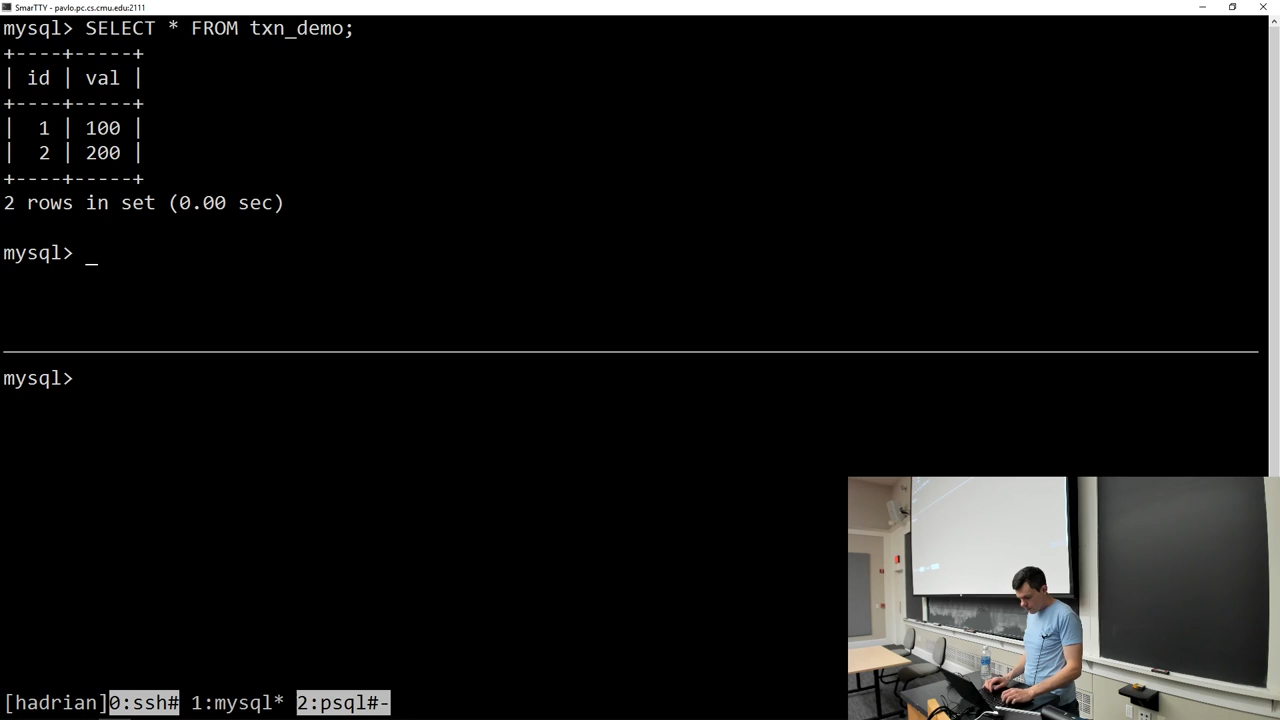 SmarTTY - pavlo.pc.cs.cmu.edu:2111
mysql> SELECT * FROM txn_demo;
+----+-----+
| id | val |
+----+-----+
|  1 | 100 |
|  2 | 200 |
+----+-----+
2 rows in set (0.00 sec)
mysql> _
mysql>
[hadrian]0:ssh# 1:mysql* 2:psql#-